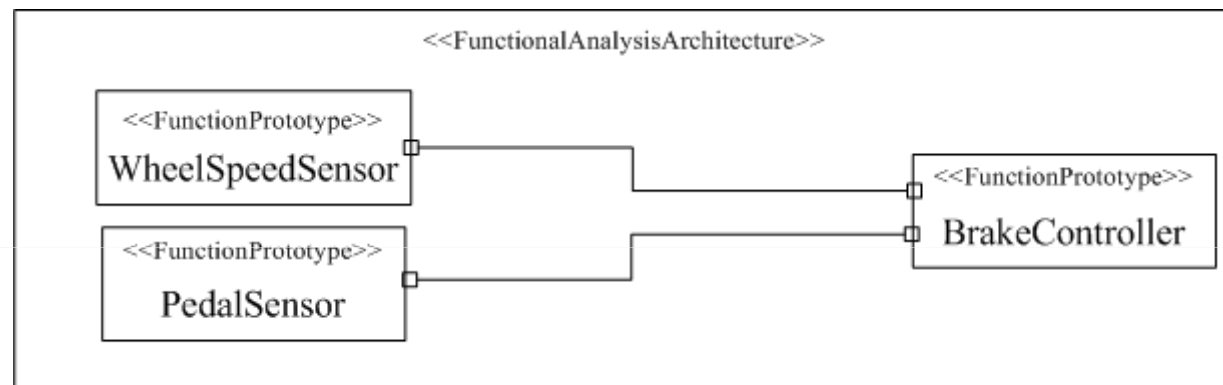 <<FunctionalAnalysisArchitecture>>
<<FunctionPrototype>>
WheelSpeedSensor
<<FunctionPrototype>>
PedalSensor
<<FunctionPrototype>>
BrakeController